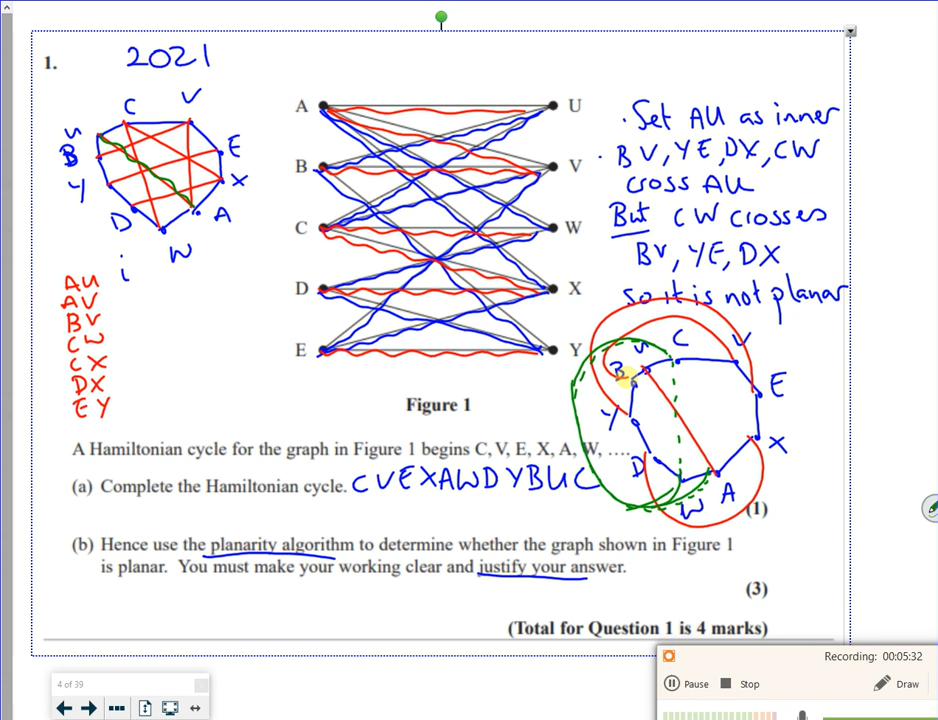 1.
2021
C V
U
B E
Y X
D A
W
i
AU
AV
BV
CW
CX
DX
EY
A U
B V
C W
D X
E Y
Figure 1
. Set AU as inner
. BV, YE, DX, CW
cross AU
But CW crosses
BV, YE, DX
so it is not planar
U C V
B E
Y
D X
W A
A Hamiltonian cycle for the graph in Figure 1 begins C, V, E, X, A, W, ….
(a) Complete the Hamiltonian cycle. CVEXAWDYBUC
(1)
(b) Hence use the planarity algorithm to determine whether the graph shown in Figure 1
is planar. You must make your working clear and justify your answer.
(3)
(Total for Question 1 is 4 marks)
Recording: 00:05:32
Pause Stop Draw
4 of 39